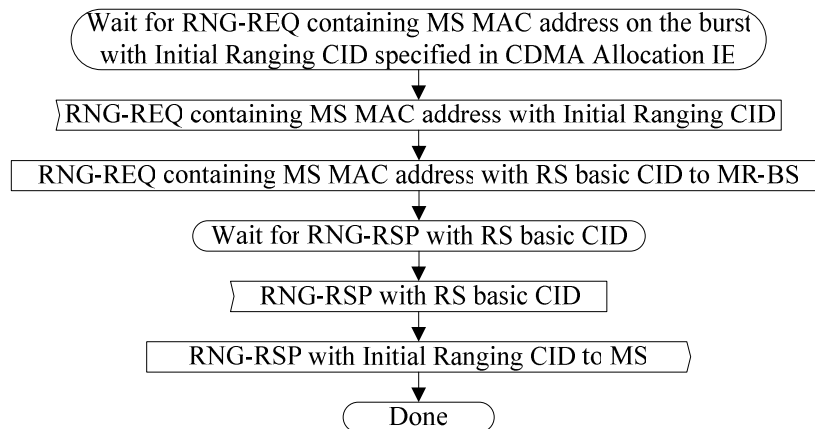 Wait for RNG-REQ containing MS MAC address on the burst
with Initial Ranging CID specified in CDMA Allocation IE
RNG-REQ containing MS MAC address with Initial Ranging CID
RNG-REQ containing MS MAC address with RS basic CID to MR-BS
Wait for RNG-RSP with RS basic CID
RNG-RSP with RS basic CID
RNG-RSP with Initial Ranging CID to MS
Done